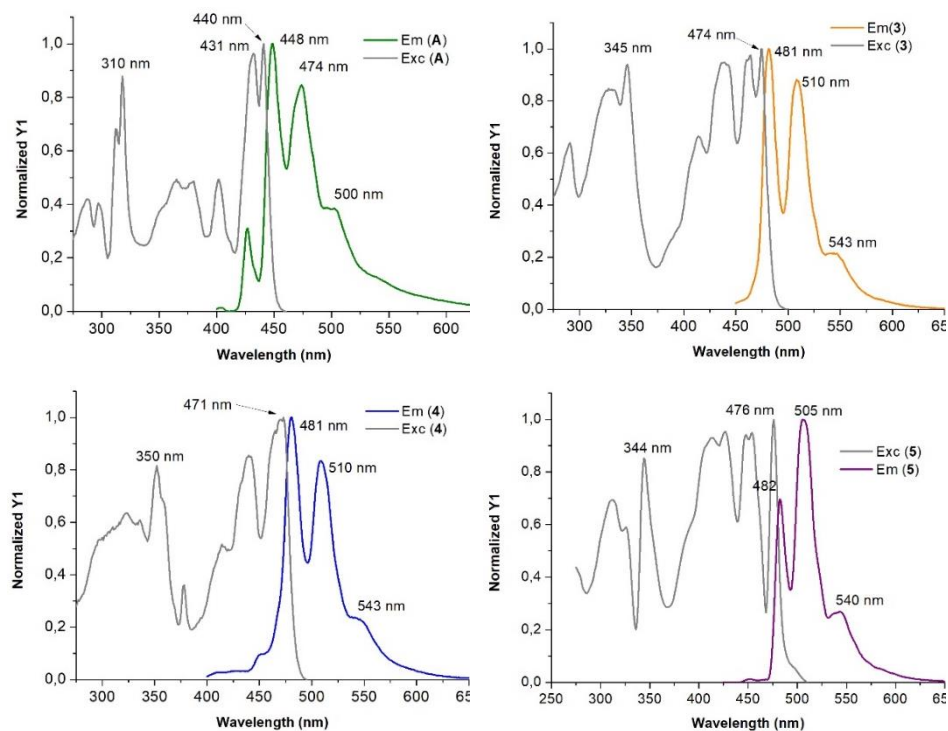 440 nm
431 nm
448 nm
Em (A)
Exc (A)
310 nm
474 nm
500 nm
Normalized Y1
1,0
0,8
0,6
0,4
0,2
0,0
300 350 400 450 500 550 600
Wavelength (nm)
474 nm
481 nm
Em(3)
Exc (3)
345 nm
510 nm
543 nm
Normalized Y1
1,0
0,8
0,6
0,4
0,2
0,0
300 350 400 450 500 550 600 650
Wavelength (nm)
471 nm
481 nm
Em (4)
Exc (4)
350 nm
510 nm
543 nm
Normalized Y1
1,0
0,8
0,6
0,4
0,2
0,0
300 350 400 450 500 550 600 650
Wavelength (nm)
476 nm
505 nm
344 nm
Exc (5)
Em (5)
482
540 nm
Normalized Y1
1,0
0,8
0,6
0,4
0,2
0,0
250 300 350 400 450 500 550 600 650
Wavelength (nm)